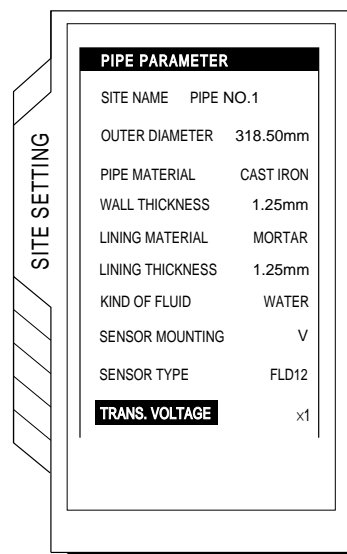 PIPE PARAMETER
SITE NAME PIPE NO.1
OUTER DIAMETER 318.50mm
PIPE MATERIAL CAST IRON
WALL THICKNESS 1.25mm
LINING MATERIAL MORTAR
LINING THICKNESS 1.25mm
KIND OF FLUID WATER
SENSOR MOUNTING V
SENSOR TYPE FLD12
TRANS. VOLTAGE ×1
SITE SETTING